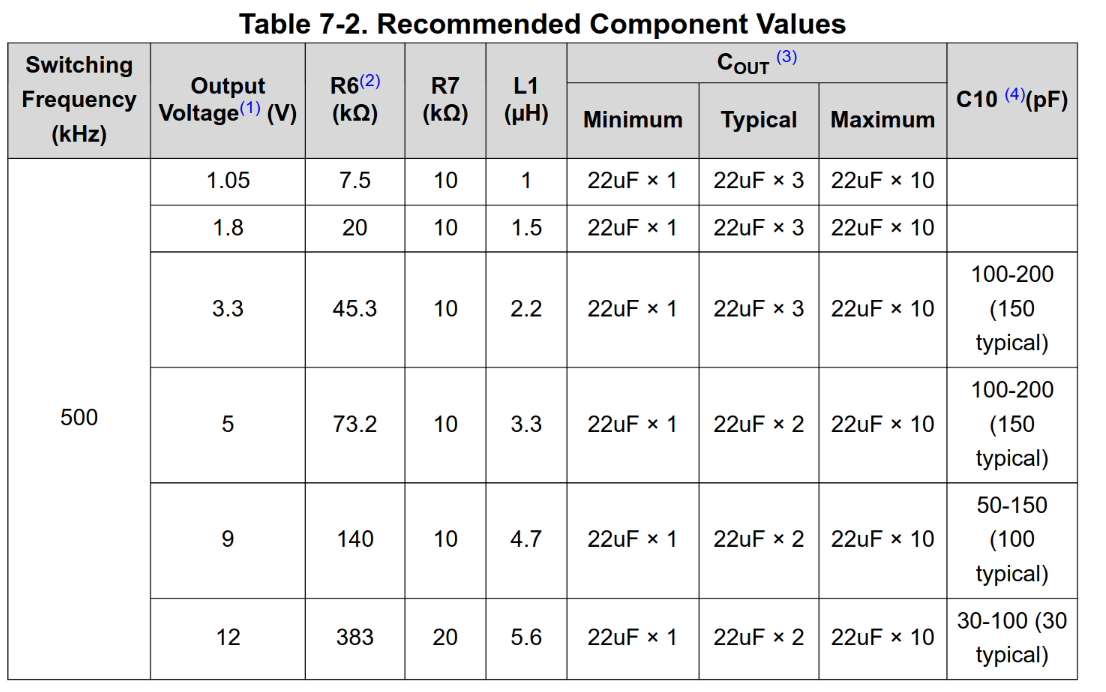 Table 7-2. Recommended Component Values
Switching
Frequency
(kHz)
Output
Voltage(1) (V)
R6(2)
(kΩ)
R7
(kΩ)
L1
(µH)
COUT (3)
Minimum
Typical
Maximum
C10 (4)(pF)
500
1.05
7.5
10
1
22uF × 1
22uF × 3
22uF × 10
1.8
20
10
1.5
22uF × 1
22uF × 3
22uF × 10
3.3
45.3
10
2.2
22uF × 1
22uF × 3
22uF × 10
100-200
(150
typical)
5
73.2
10
3.3
22uF × 1
22uF × 2
22uF × 10
100-200
(150
typical)
9
140
10
4.7
22uF × 1
22uF × 2
22uF × 10
50-150
(100
typical)
12
383
20
5.6
22uF × 1
22uF × 2
22uF × 10
30-100 (30
typical)